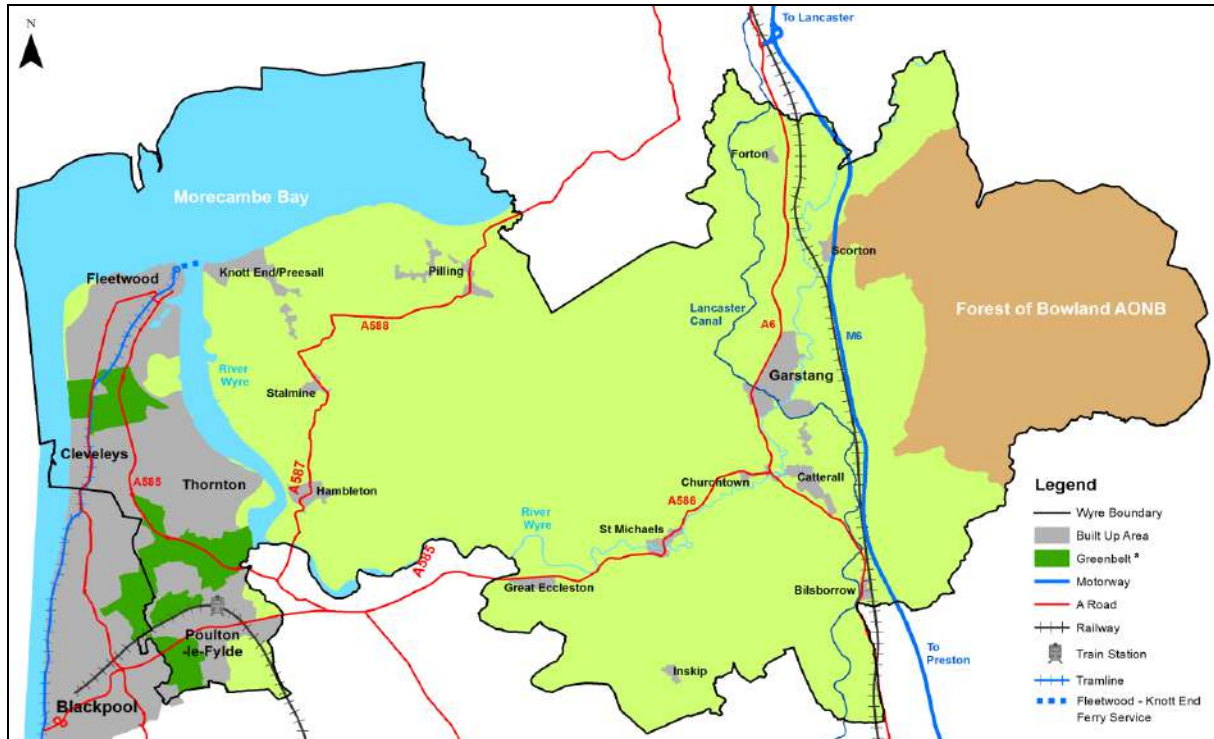 N
To Lancaster
Morecambe Bay
Forton
Fleetwood
Knott End/Preesall
Pilling
Scorton
Lancaster
Canal
A6
Forest of Bowland AONB
A588
M6
River
Wyre
Stalmine
Garstang
Cleveleys
A585
Thornton
A587
Hambleton
Churchtown
Catterall
A586
St Michaels
River
Wyre
A585
Great Eccleston
Bilsborrow
Poulton
-le-Fylde
Inskip
To
Preston
Blackpool
Legend
Wyre Boundary
Built Up Area
Greenbelt *
Motorway
A Road
Railway
Train Station
Tramline
Fleetwood - Knott End
Ferry Service